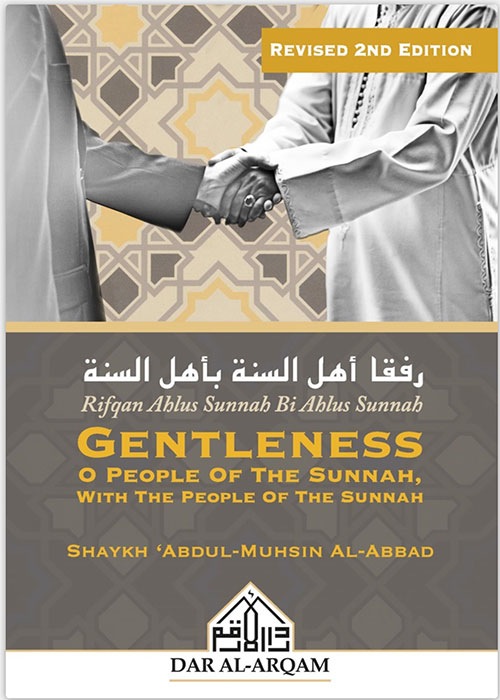 REVISED 2ND EDITION
رفقا أهل السنة بأهل السنة
Rifqan Ahlus Sunnah Bi Ahlus Sunnah
GENTLENESS
O PEOPLE OF THE SUNNAH,
WITH THE PEOPLE OF THE SUNNAH
SHAYKH ‘ABDUL-MUHSIN AL-ABBAD
دار الأرقم
DAR AL-ARQAM